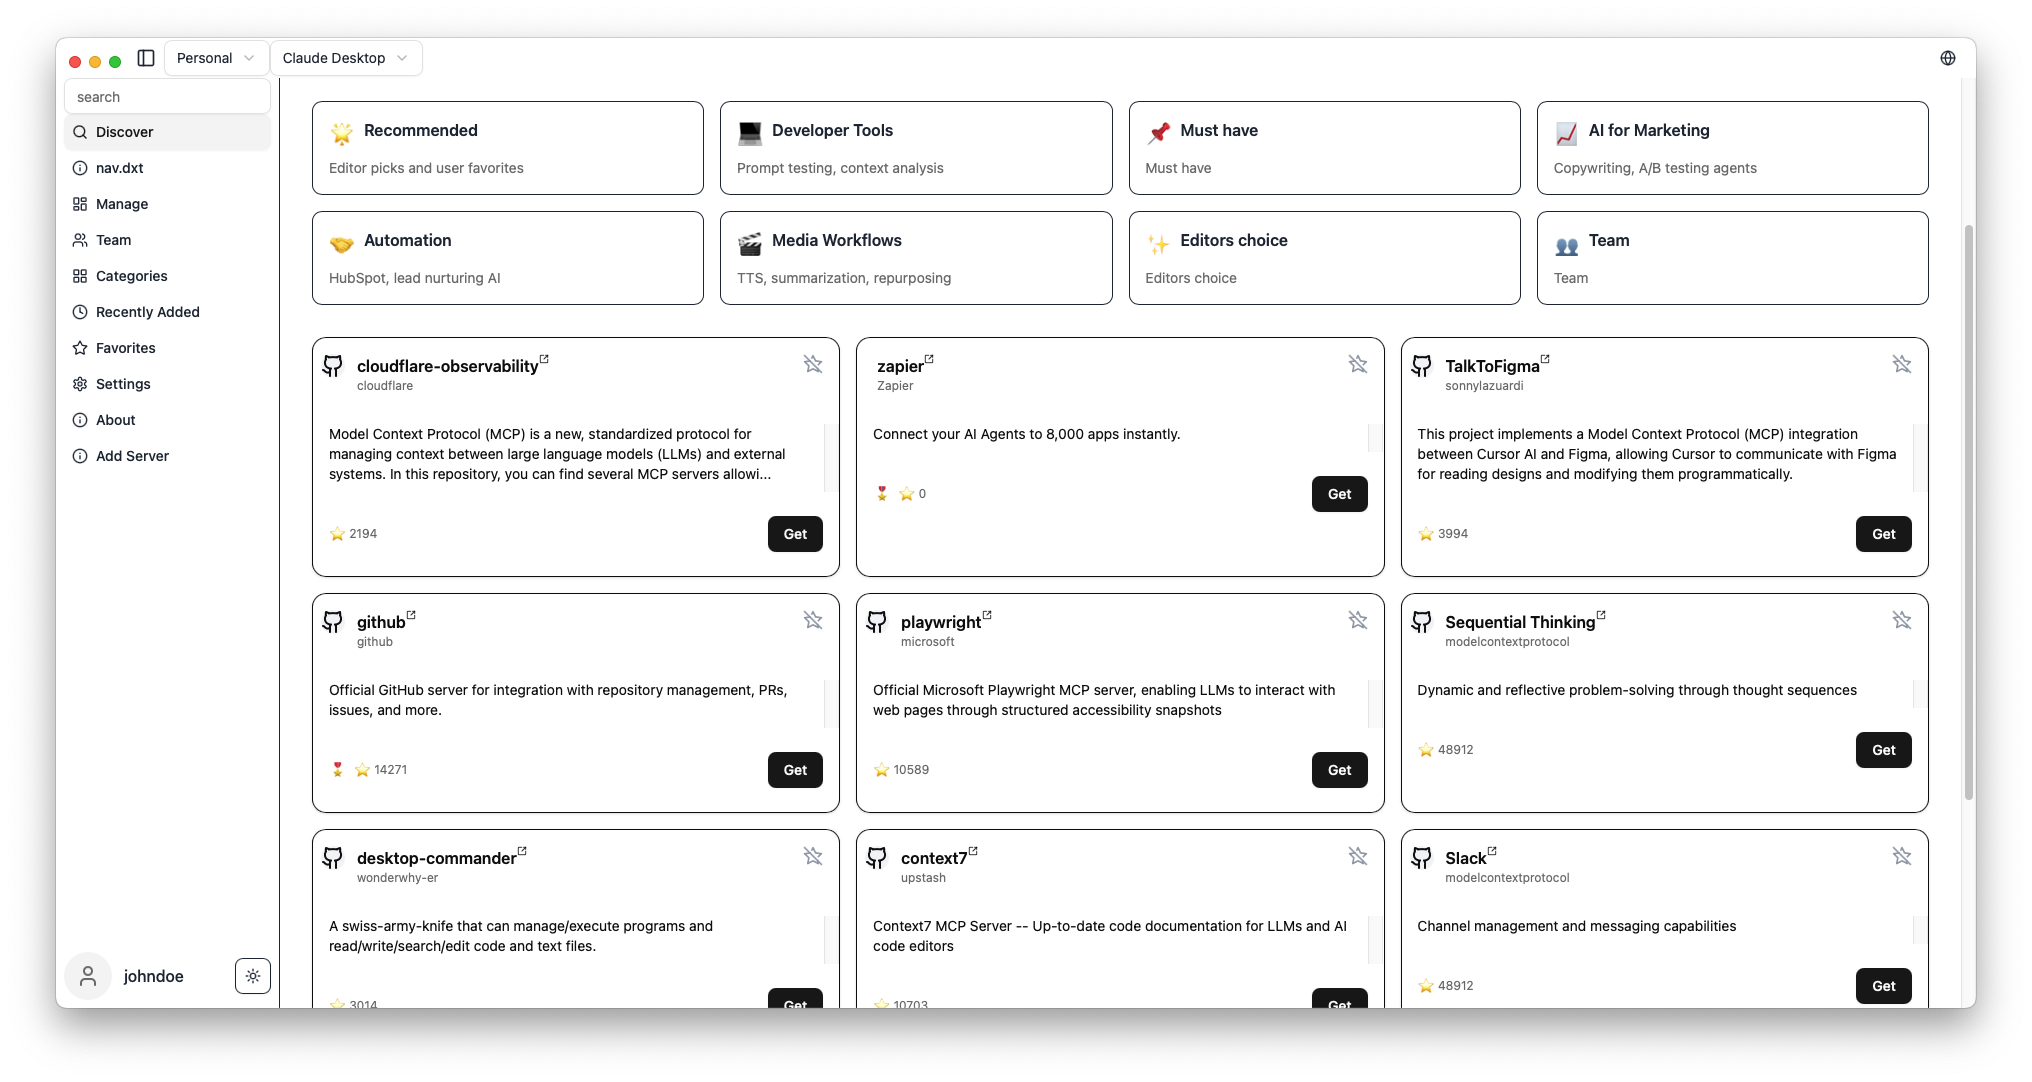 Personal
Claude Desktop
search
Discover
nav.dxt
Manage
Team
Categories
Recently Added
Favorites
Settings
About
Add Server
johndoe
Recommended
Editor picks and user favorites
Developer Tools
Prompt testing, context analysis
Must have
Must have
AI for Marketing
Copywriting, A/B testing agents
Automation
HubSpot, lead nurturing AI
Media Workflows
TTS, summarization, repurposing
Editors choice
Editors choice
Team
Team
cloudflare-observability
cloudflare
Model Context Protocol (MCP) is a new, standardized protocol for
managing context between large language models (LLMs) and external
systems. In this repository, you can find several MCP servers allowi...
2194
Get
zapier
Zapier
Connect your AI Agents to 8,000 apps instantly.
0
Get
TalkToFigma
sonnylazuardi
This project implements a Model Context Protocol (MCP) integration
between Cursor AI and Figma, allowing Cursor to communicate with Figma
for reading designs and modifying them programmatically.
3994
Get
github
github
Official GitHub server for integration with repository management, PRs,
issues, and more.
14271
Get
playwright
microsoft
Official Microsoft Playwright MCP server, enabling LLMs to interact with
web pages through structured accessibility snapshots
10589
Get
Sequential Thinking
modelcontextprotocol
Dynamic and reflective problem-solving through thought sequences
48912
Get
desktop-commander
wonderwhy-er
A swiss-army-knife that can manage/execute programs and
read/write/search/edit code and text files.
3014
Get
context7
upstash
Context7 MCP Server -- Up-to-date code documentation for LLMs and AI
code editors
10703
Get
Slack
modelcontextprotocol
Channel management and messaging capabilities
48912
Get